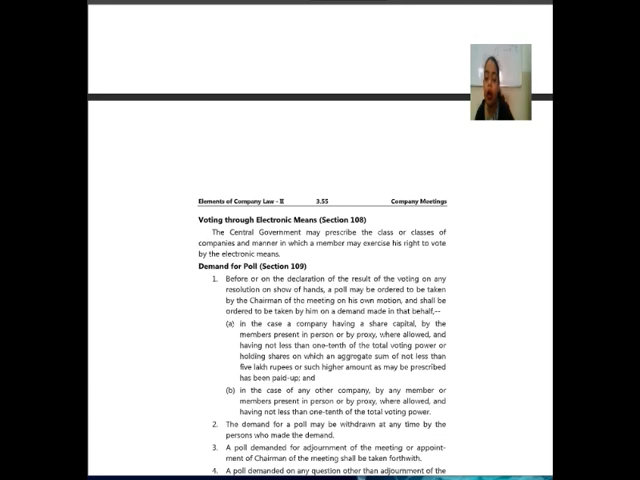 Elements of Company Law - II 3.55 Company Meetings
Voting through Electronic Means (Section 108)
The Central Government may prescribe the class or classes of
companies and manner in which a member may exercise his right to vote
by the electronic means.
Demand for Poll (Section 109)
1. Before or on the declaration of the result of the voting on any
resolution on show of hands, a poll may be ordered to be taken
by the Chairman of the meeting on his own motion, and shall be
ordered to be taken by him on a demand made in that behalf,--
(a) in the case a company having a share capital, by the
members present in person or by proxy, where allowed, and
having not less than one-tenth of the total voting power or
holding shares on which an aggregate sum of not less than
five lakh rupees or such higher amount as may be prescribed
has been paid-up; and
(b) in the case of any other company, by any member or
members present in person or by proxy, where allowed, and
having not less than one-tenth of the total voting power.
2. The demand for a poll may be withdrawn at any time by the
persons who made the demand.
3. A poll demanded for adjournment of the meeting or appoint-
ment of Chairman of the meeting shall be taken forthwith.
4. A poll demanded on any question other than adjournment of the